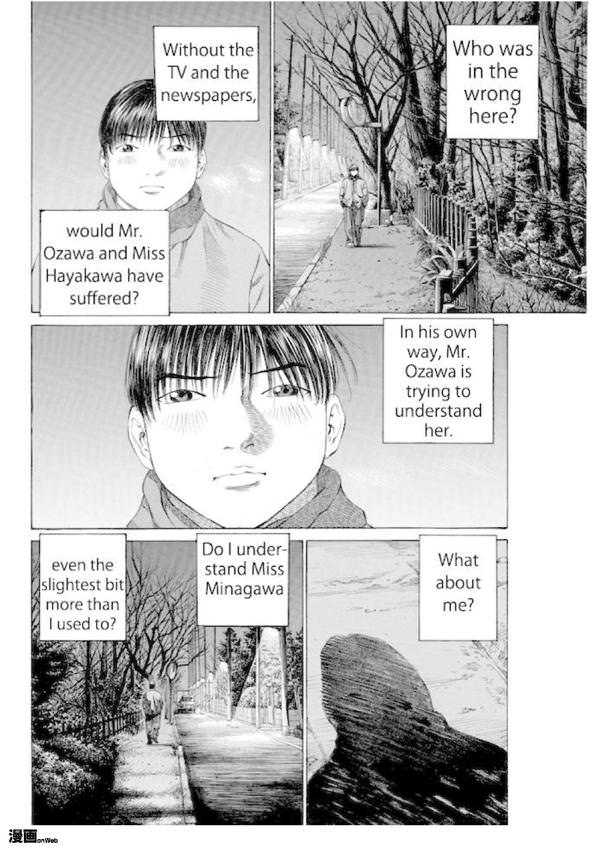 Who was
in the
wrong
here?
Without the
TV and the
newspapers,
would Mr.
Ozawa and Miss
Hayakawa have
suffered?
In his own
way, Mr.
Ozawa is
trying to
understand
her.
What
about
me?
Do I under-
stand Miss
Minagawa
even the
slightest bit
more than
I used to?
漫画onWeb